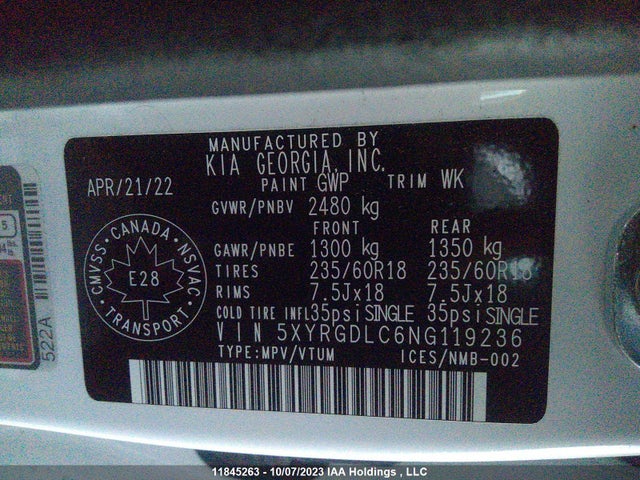 MANUFACTURED BY
KIA GEORGIA, INC.
APR/21/22 PAINT GWP TRIM WK
GVWR/PNBV 2480 kg
FRONT REAR
GAWR/PNBE 1300 kg 1350 kg
TIRES 235/60R18 235/60R18
RIMS 7.5Jx18 7.5Jx18
COLD TIRE INFL 35psi SINGLE 35psi SINGLE
VIN 5XYRGDLC6NG119236
TYPE:MPV/VTUM ICES/NMB-002
CMVSS · CANADA · NSVAC
E28
TRANSPORT
5
522A
11845263 - 10/07/2023 IAA Holdings , LLC